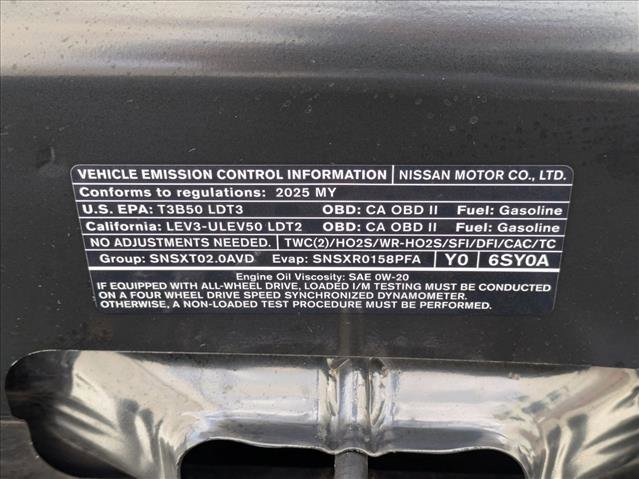 VEHICLE EMISSION CONTROL INFORMATION NISSAN MOTOR CO., LTD.
Conforms to regulations: 2025 MY
U.S. EPA: T3B50 LDT3 OBD: CA OBD II Fuel: Gasoline
California: LEV3-ULEV50 LDT2 OBD: CA OBD II Fuel: Gasoline
NO ADJUSTMENTS NEEDED. TWC(2)/HO2S/WR-HO2S/SFI/DFI/CAC/TC
Group: SNSXT02.0AVD Evap: SNSXR0158PFA Y0 6SY0A
Engine Oil Viscosity: SAE 0W-20
IF EQUIPPED WITH ALL-WHEEL DRIVE, LOADED I/M TESTING MUST BE CONDUCTED
ON A FOUR WHEEL DRIVE SPEED SYNCHRONIZED DYNAMOMETER.
OTHERWISE, A NON-LOADED TEST PROCEDURE MUST BE PERFORMED.